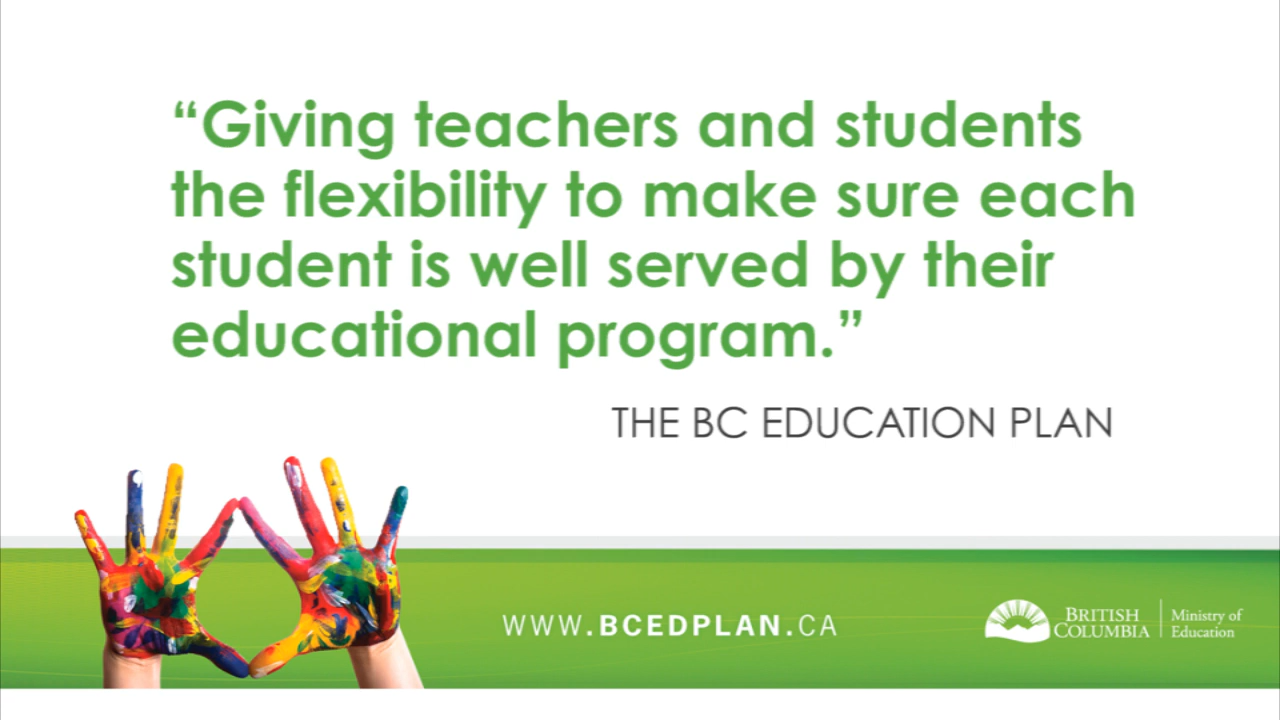 “Giving teachers and students
the flexibility to make sure each
student is well served by their
educational program.”
THE BC EDUCATION PLAN
WWW.BCEDPLAN.CA
BRITISH
COLUMBIA
Ministry of
Education